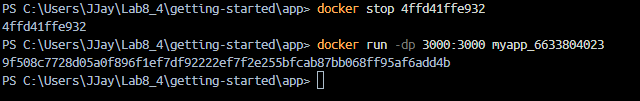 PS C:\Users\JJay\Lab8_4\getting-started\app> docker stop 4ffd41ffe932
4ffd41ffe932
PS C:\Users\JJay\Lab8_4\getting-started\app> docker run -dp 3000:3000 myapp_6633804023
9f508c7728d05a0f896f1ef7df92222ef7f2e255bfcab87bb068ff95af6add4b
PS C:\Users\JJay\Lab8_4\getting-started\app>